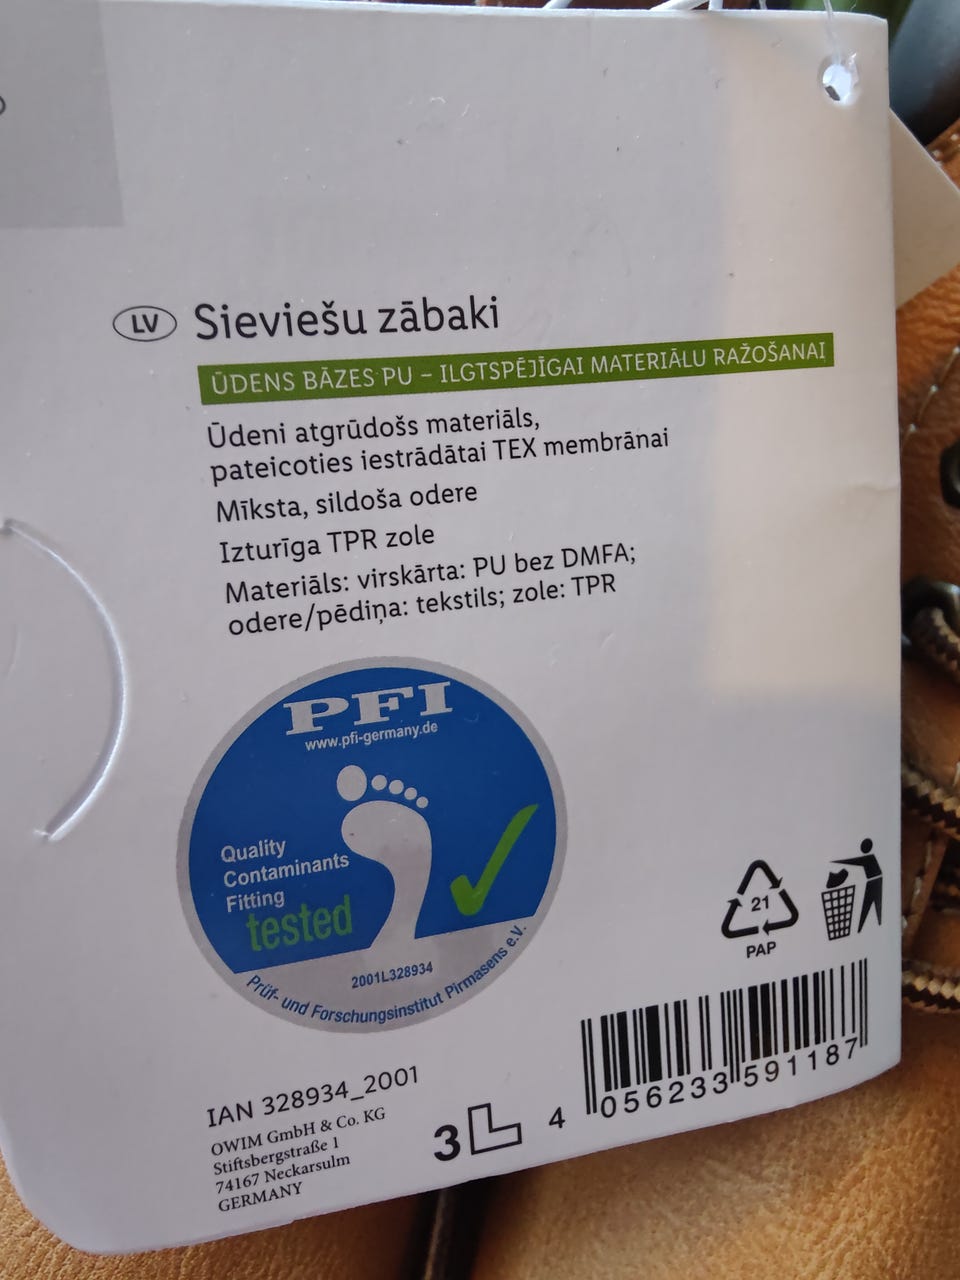 LV Sieviešu zābaki
ŪDENS BĀZES PU – ILGTSPĒJĪGAI MATERIĀLU RAŽOŠANAI
Ūdeni atgrūdošs materiāls,
pateicoties iestrādātai TEX membrānai
Mīksta, sildoša odere
Izturīga TPR zole
Materiāls: virskārta: PU bez DMFA;
odere/pēdiņa: tekstils; zole: TPR
PFI
www.pfi-germany.de
Quality
Contaminants
Fitting
tested
2001L328934
Prüf- und Forschungsinstitut Pirmasens e.V.
21
PAP
IAN 328934_2001
OWIM GmbH & Co. KG
Stiftsbergstraße 1
74167 Neckarsulm
GERMANY
3 L
4 056233 591187